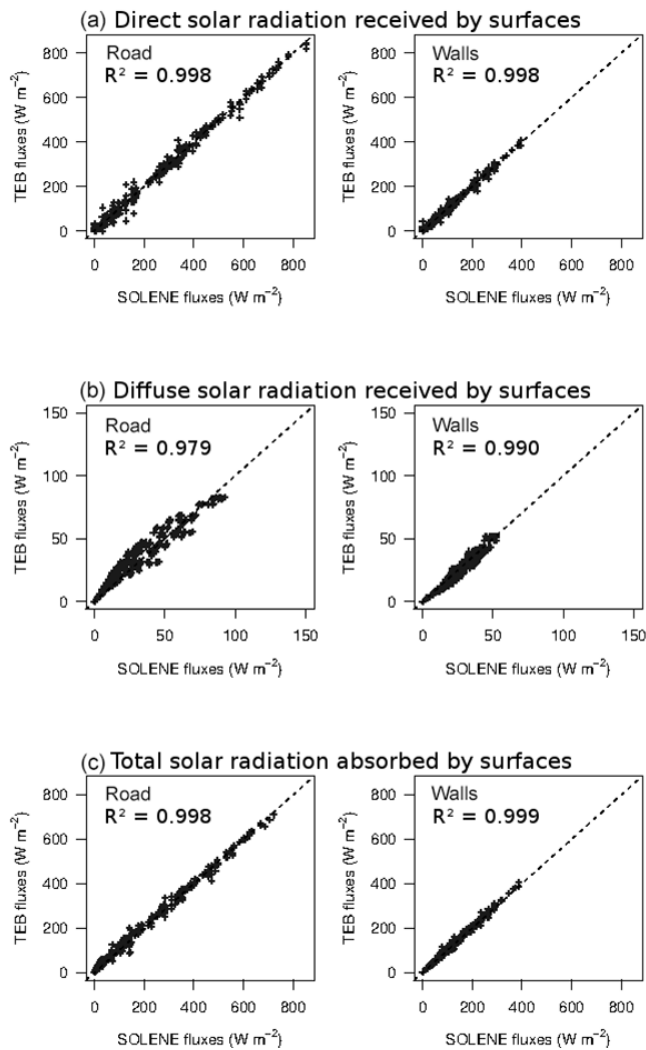 (a) Direct solar radiation received by surfaces
Road
R² = 0.998
800
600
400
200
0
TEB fluxes (W m⁻²)
0 200 400 600 800
SOLENE fluxes (W m⁻²)
Walls
R² = 0.998
800
600
400
200
0
TEB fluxes (W m⁻²)
0 200 400 600 800
SOLENE fluxes (W m⁻²)
(b) Diffuse solar radiation received by surfaces
Road
R² = 0.979
150
100
50
0
TEB fluxes (W m⁻²)
0 50 100 150
SOLENE fluxes (W m⁻²)
Walls
R² = 0.990
150
100
50
0
TEB fluxes (W m⁻²)
0 50 100 150
SOLENE fluxes (W m⁻²)
(c) Total solar radiation absorbed by surfaces
Road
R² = 0.998
800
600
400
200
0
TEB fluxes (W m⁻²)
0 200 400 600 800
SOLENE fluxes (W m⁻²)
Walls
R² = 0.999
800
600
400
200
0
TEB fluxes (W m⁻²)
0 200 400 600 800
SOLENE fluxes (W m⁻²)